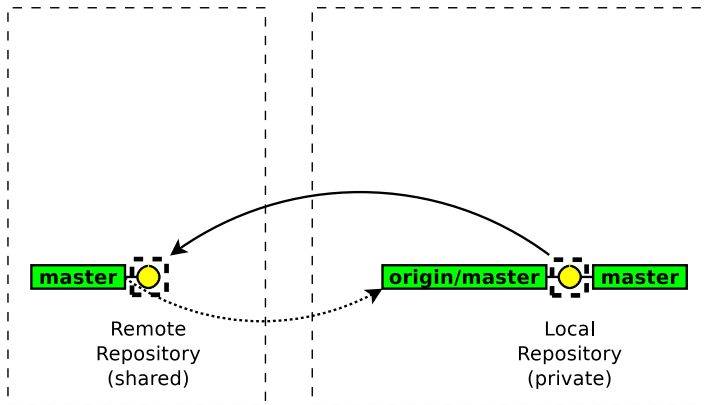 master
origin/master
master
Remote
Repository
(shared)
Local
Repository
(private)